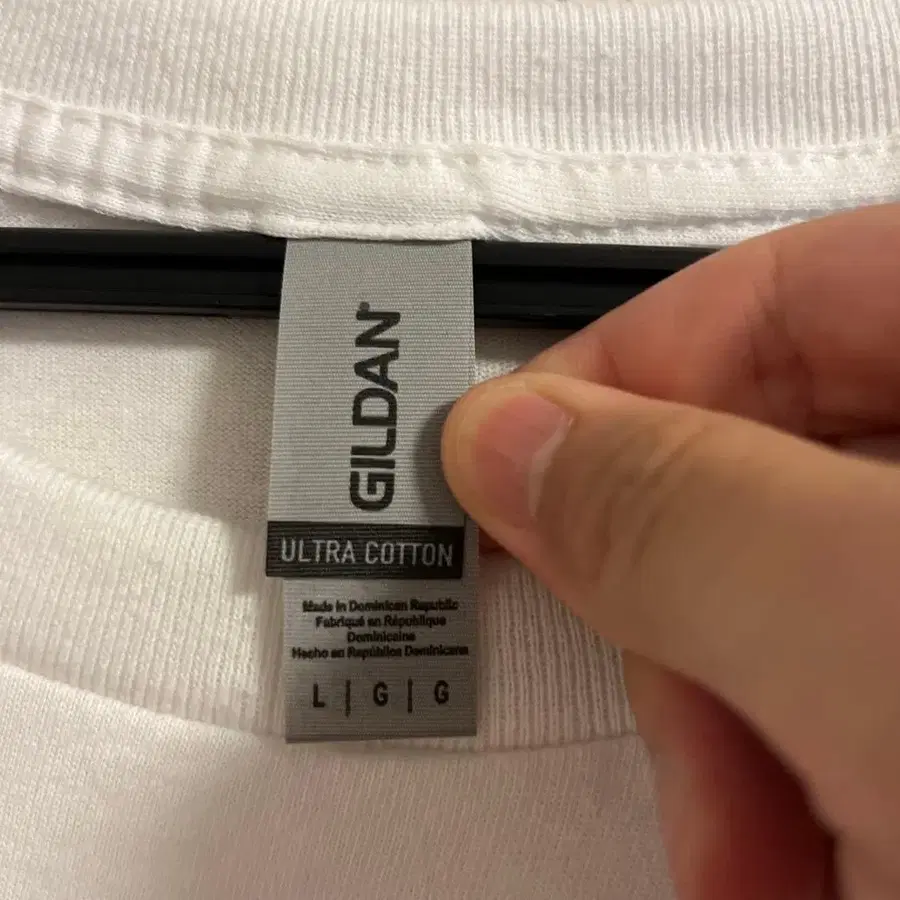 GILDAN®
ULTRA COTTON
Made in Dominican Republic
Fabriqué en République
Dominicaine
Hecho en República Dominicana
L | G | G